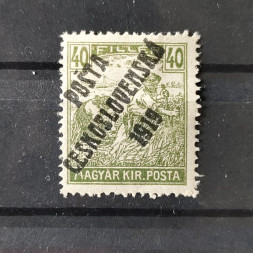 40 FILLÉR 40
POŠTA
ČESKOSLOVENSKÁ
1919
MAGYAR KIR. POSTA